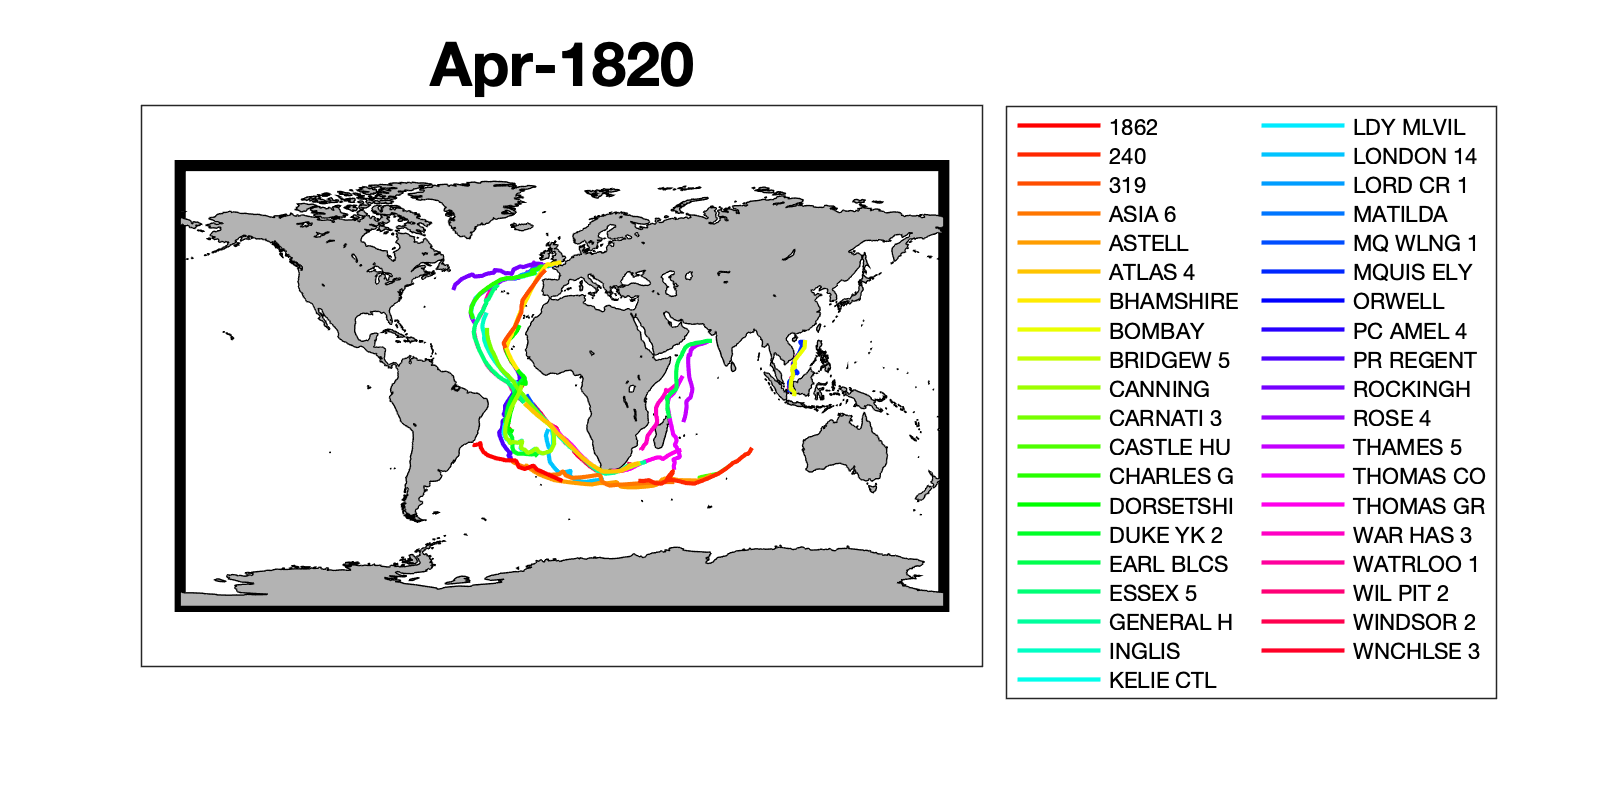 Apr-1820
1862
240
319
ASIA 6
ASTELL
ATLAS 4
BHAMSHIRE
BOMBAY
BRIDGEW 5
CANNING
CARNATI 3
CASTLE HU
CHARLES G
DORSETSHI
DUKE YK 2
EARL BLCS
ESSEX 5
GENERAL H
INGLIS
KELIE CTL
LDY MLVIL
LONDON 14
LORD CR 1
MATILDA
MQ WLNG 1
MQUIS ELY
ORWELL
PC AMEL 4
PR REGENT
ROCKINGH
ROSE 4
THAMES 5
THOMAS CO
THOMAS GR
WAR HAS 3
WATRLOO 1
WIL PIT 2
WINDSOR 2
WNCHLSE 3